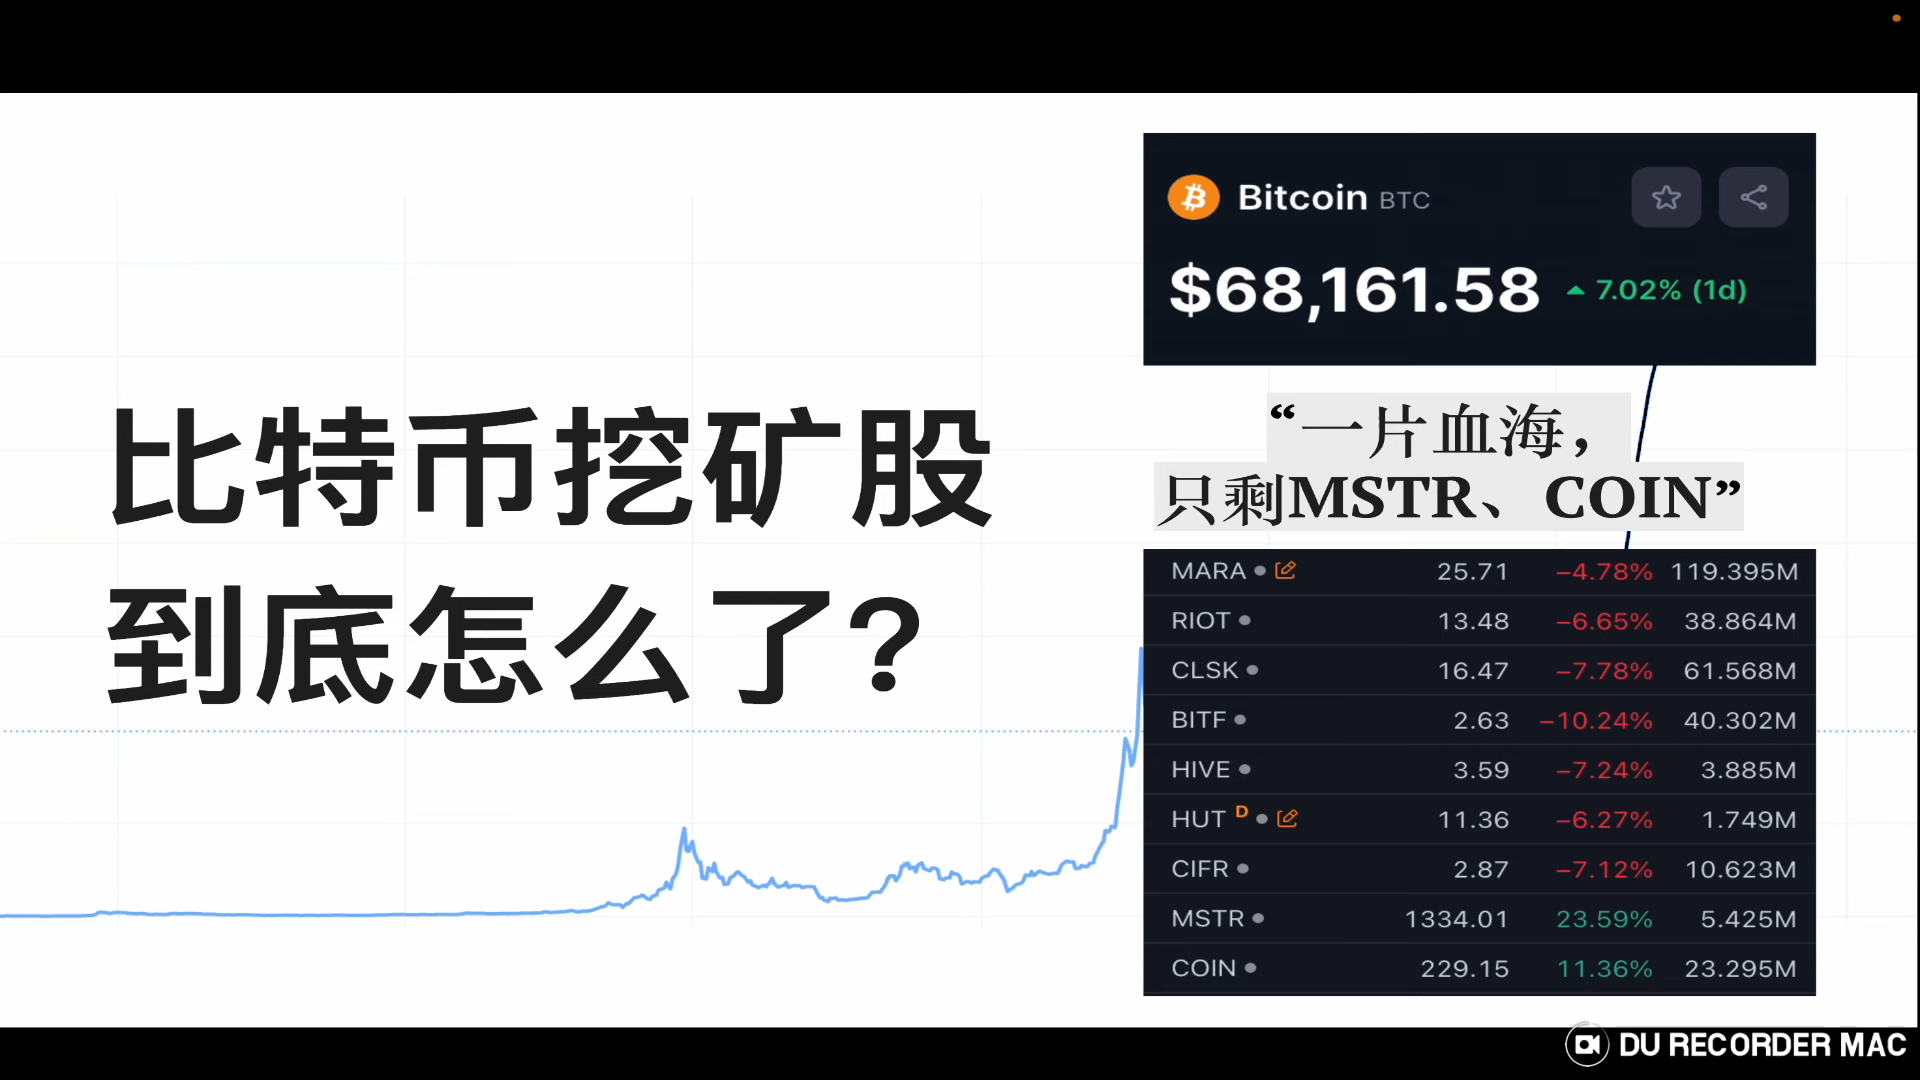 比特币挖矿股
到底怎么了?
Bitcoin BTC
$68,161.58 7.02% (1d)
“一片血海，
只剩MSTR、COIN”
MARA 25.71 −4.78% 119.395M
RIOT 13.48 −6.65% 38.864M
CLSK 16.47 −7.78% 61.568M
BITF 2.63 −10.24% 40.302M
HIVE 3.59 −7.24% 3.885M
HUT D 11.36 −6.27% 1.749M
CIFR 2.87 −7.12% 10.623M
MSTR 1334.01 23.59% 5.425M
COIN 229.15 11.36% 23.295M
DU RECORDER MAC